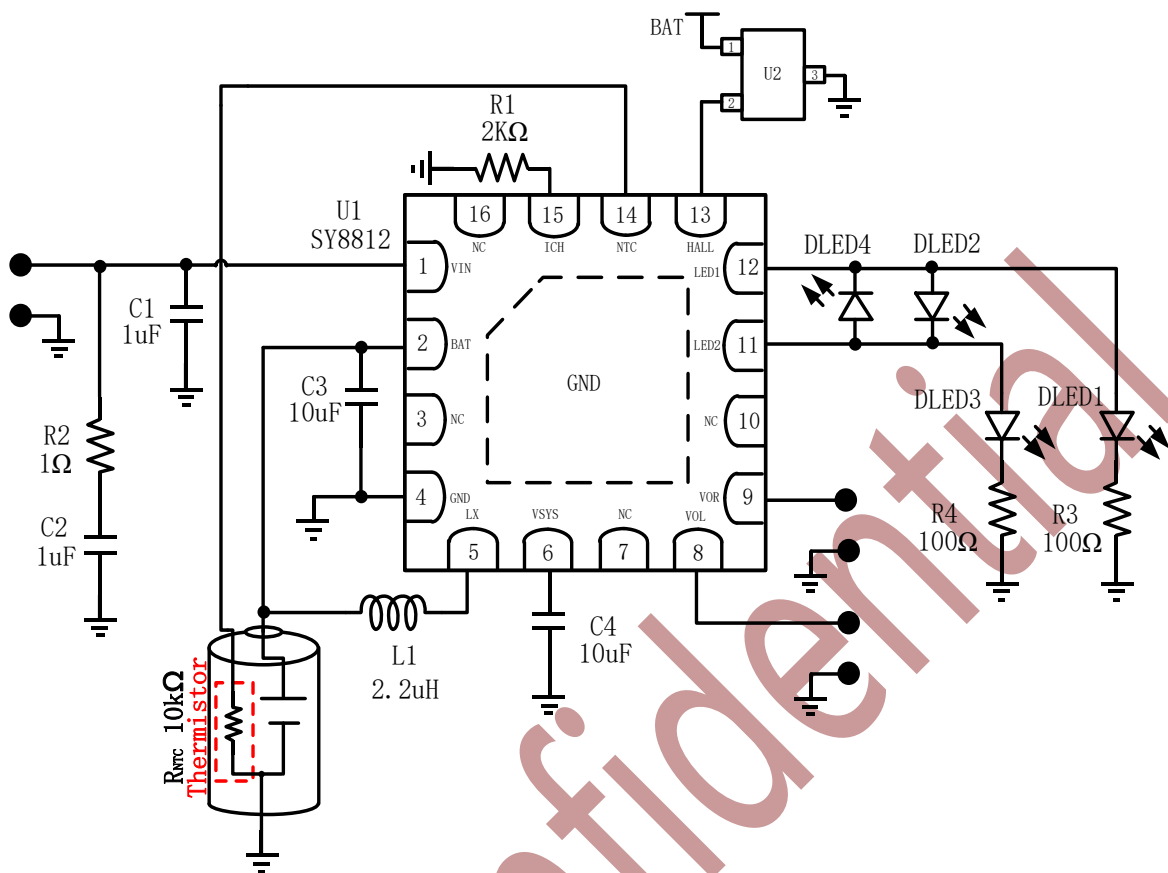 BAT
1
U2
3
2
R1
2KΩ
U1
SY8812
16
15
14
13
NC
ICH
NTC
HALL
DLED4
DLED2
1
VIN
LED1
12
C1
1uF
2
BAT
LED2
11
C3
10uF
GND
3
NC
NC
10
DLED3
DLED1
R2
1Ω
4
GND
VOR
9
LX
VSYS
NC
VOL
R4
100Ω
R3
100Ω
5
6
7
8
C2
1uF
C4
10uF
L1
2.2uH
RNTC 10kΩ
Thermistor
nfidential